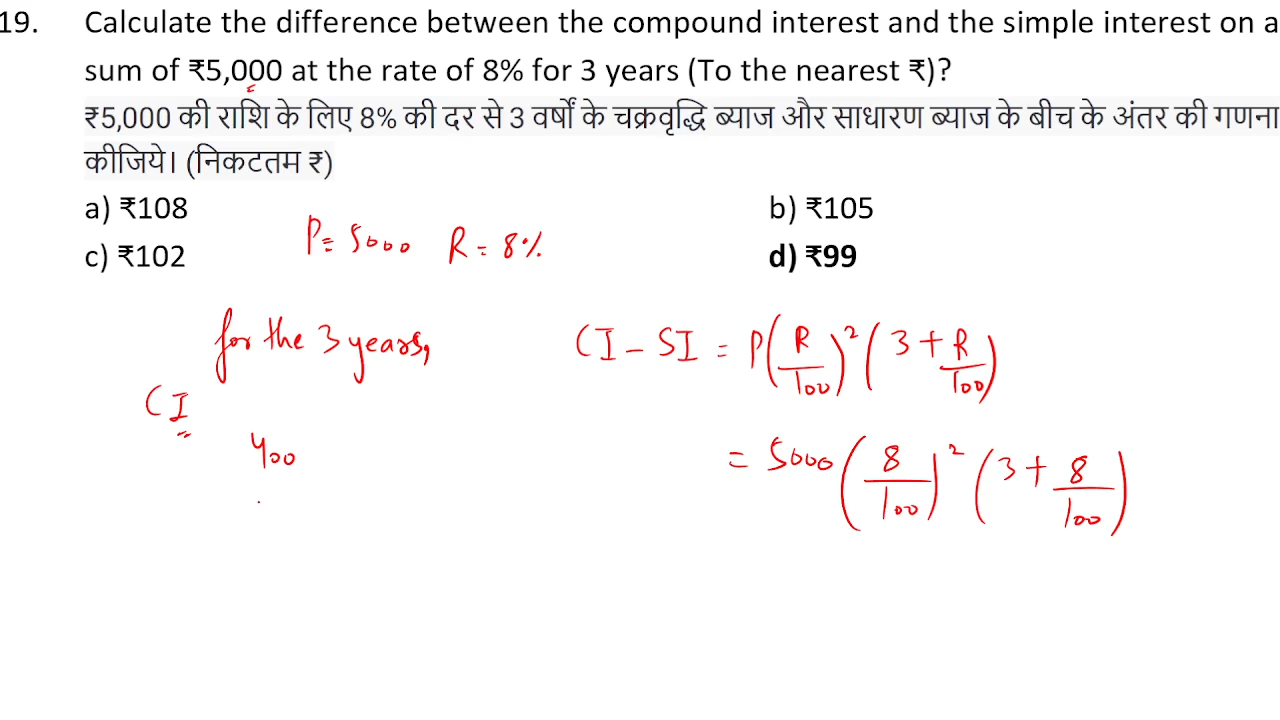 19. Calculate the difference between the compound interest and the simple interest on a
sum of ₹5,000 at the rate of 8% for 3 years (To the nearest ₹)?
₹5,000 की राशि के लिए 8% की दर से 3 वर्षों के चक्रवृद्धि ब्याज और साधारण ब्याज के बीच के अंतर की गणना
कीजिये। (निकटतम ₹)
a) ₹108 b) ₹105
c) ₹102 d) ₹99
P = 5000 R = 8%
for the 3 years, CI - SI = P(R/100)²(3 + R/100)
CI
400 = 5000(8/100)²(3 + 8/100)